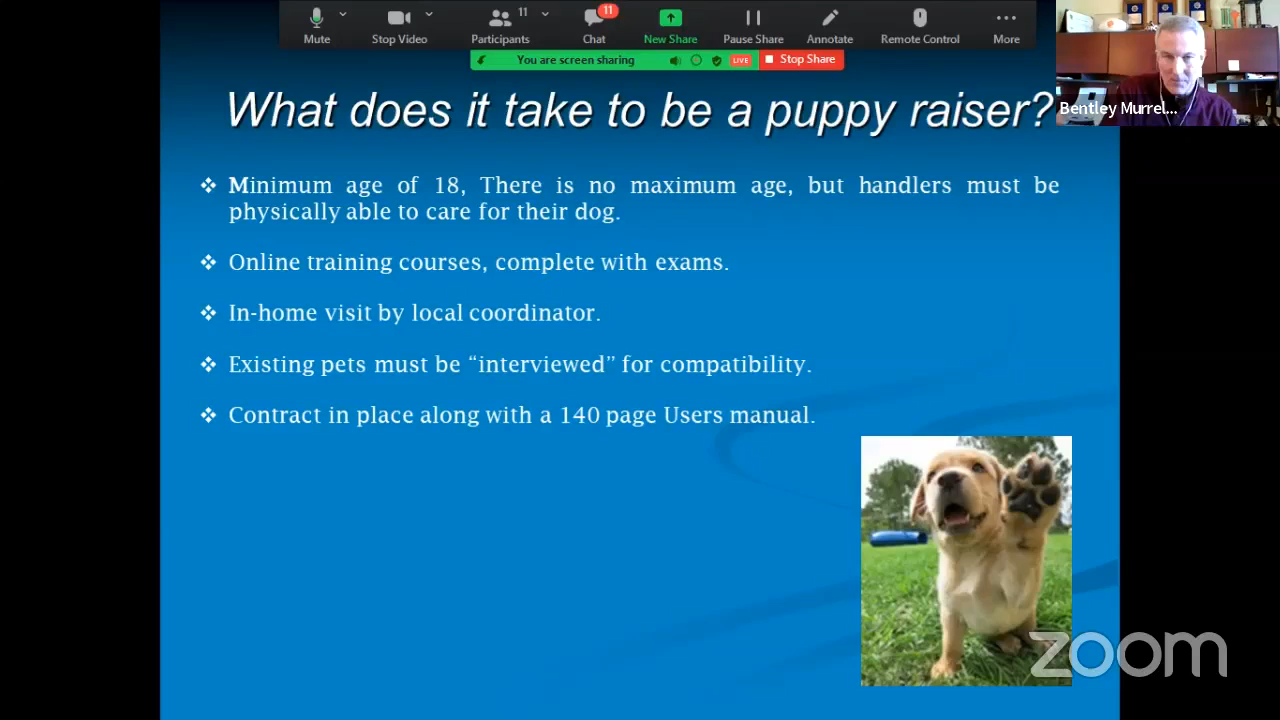 Mute
Stop Video
11
Participants
11
Chat
New Share
Pause Share
Annotate
Remote Control
More
You are screen sharing
LIVE
Stop Share
Bentley Murrel...
What does it take to be a puppy raiser?
Minimum age of 18, There is no maximum age, but handlers must be
physically able to care for their dog.
Online training courses, complete with exams.
In-home visit by local coordinator.
Existing pets must be “interviewed” for compatibility.
Contract in place along with a 140 page Users manual.
zoom